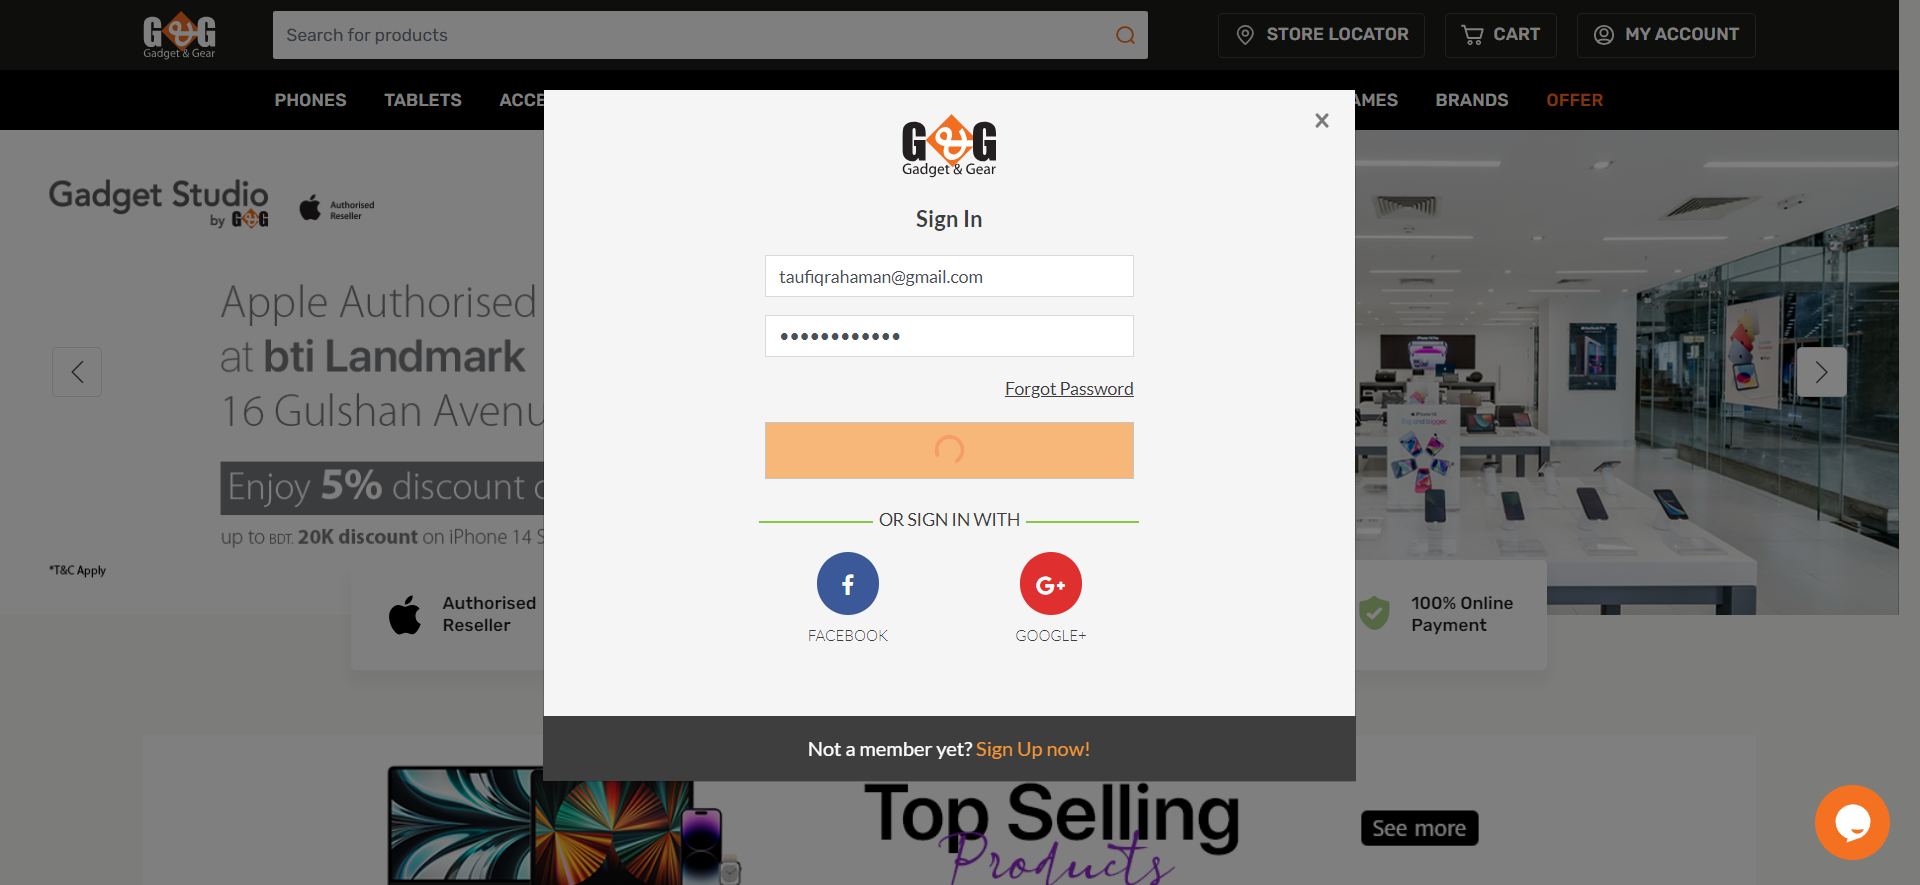 G&G
Gadget & Gear
Search for products
STORE LOCATOR
CART
MY ACCOUNT
PHONES
TABLETS
ACCE
AMES
BRANDS
OFFER
Gadget Studio
by G&G
Authorised
Reseller
Apple Authorised
at bti Landmark
16 Gulshan Avenu
Enjoy 5% discount o
up to BDT. 20K discount on iPhone 14 S
*T&C Apply
Authorised
Reseller
G&G
Gadget & Gear
x
Sign In
taufiqrahaman@gmail.com
Forgot Password
OR SIGN IN WITH
f
FACEBOOK
G+
GOOGLE+
Not a member yet? Sign Up now!
100% Online
Payment
Top Selling
Products
See more